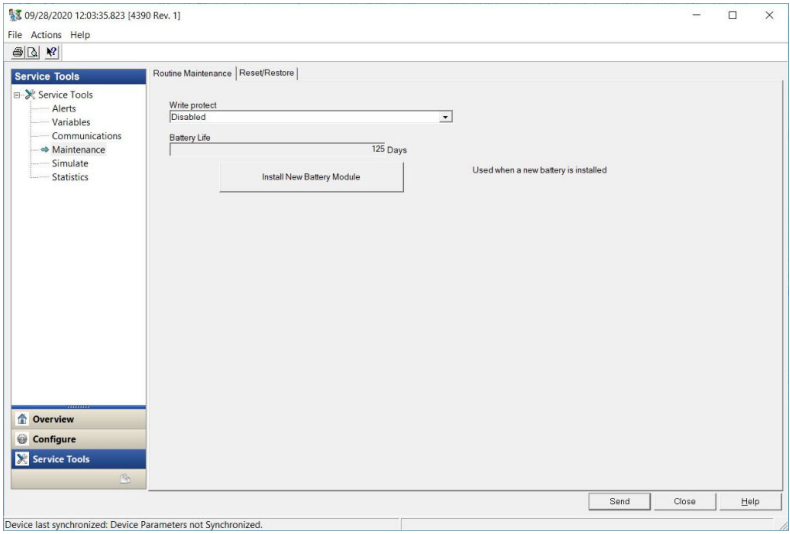 09/28/2020 12:03:35.823 [4390 Rev. 1]
File Actions Help
Service Tools
Service Tools
Alerts
Variables
Communications
Maintenance
Simulate
Statistics
Overview
Configure
Service Tools
Routine Maintenance Reset/Restore
Write protect
Disabled
Battery Life
125 Days
Install New Battery Module
Used when a new battery is installed
Send Close Help
Device last synchronized: Device Parameters not Synchronized.